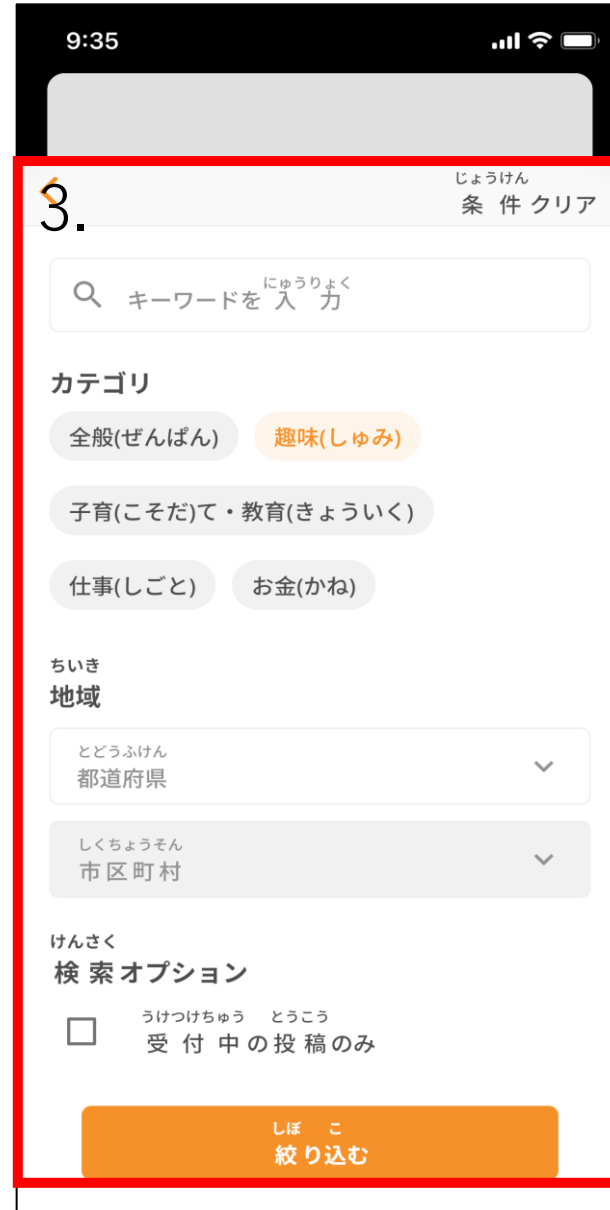 9:35
3.
じょうけん
条件クリア
にゅうりょく
キーワードを入力
カテゴリ
全般(ぜんぱん) 趣味(しゅみ)
子育(こそだ)て・教育(きょういく)
仕事(しごと) お金(かね)
ちいき
地域
とどうふけん
都道府県
しくちょうそん
市区町村
けんさく
検索オプション
うけつけちゅう とうこう
受付中の投稿のみ
しぼ こ
絞り込む